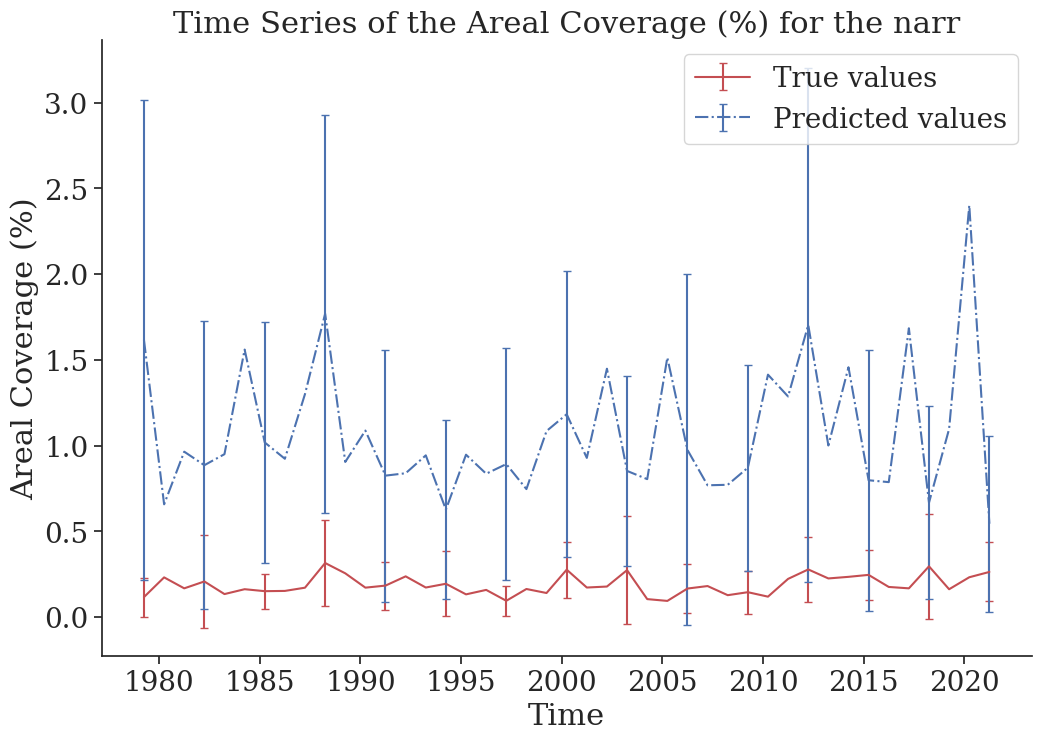 Time Series of the Areal Coverage (%) for the narr
True values
Predicted values
Areal Coverage (%)
3.0
2.5
2.0
1.5
1.0
0.5
0.0
1980 1985 1990 1995 2000 2005 2010 2015 2020
Time